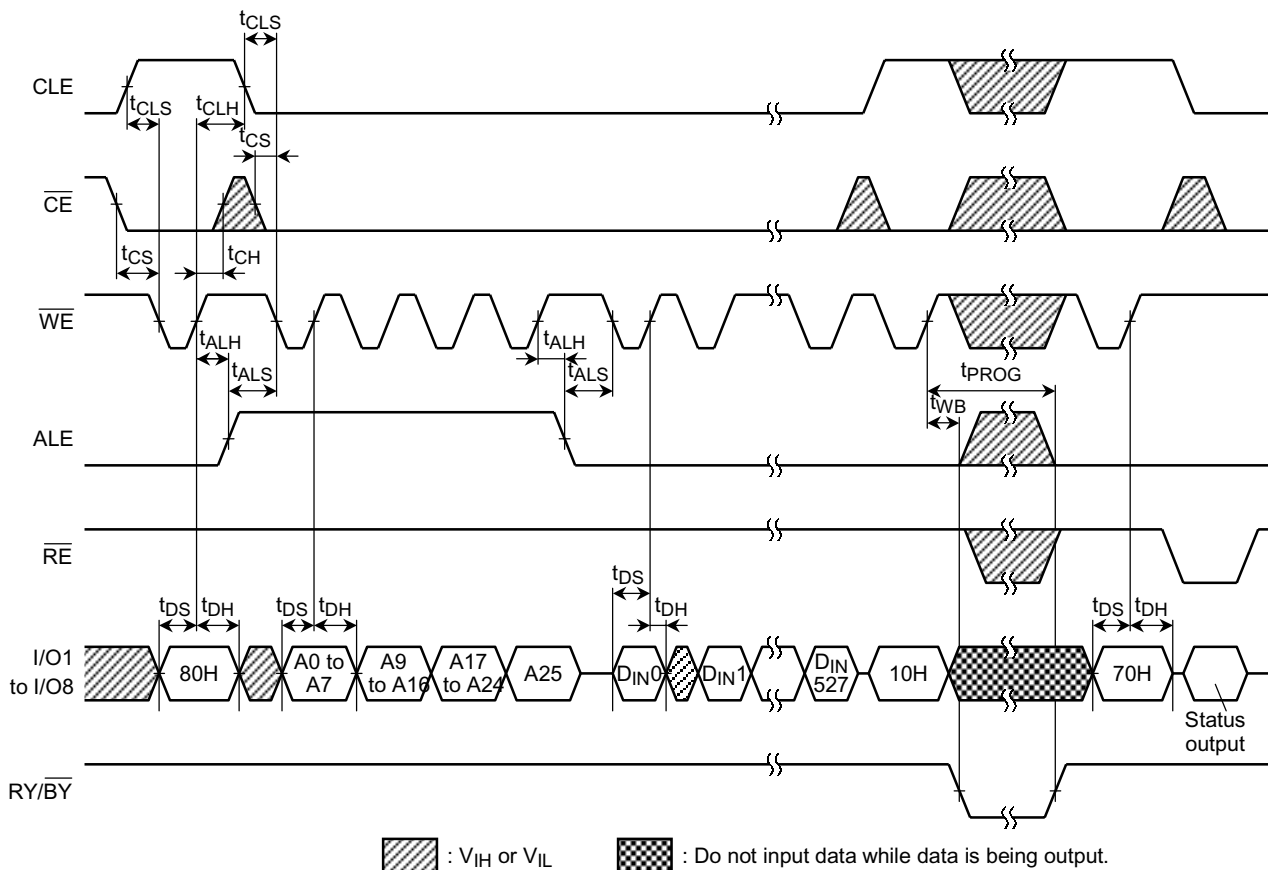 tCLS
CLE
tCLS tCLH
tCS
CE
tCS tCH
WE
tALH tALH
tALS tALS tPROG
tWB
ALE
RE
tDS
tDS tDH tDS tDH tDH tDS tDH
I/O1
to I/O8
80H
A0 to
A7
A9
to A16
A17
to A24
A25
DIN0
DIN1
DIN
527
10H
70H
Status
output
RY/BY
: VIH or VIL
: Do not input data while data is being output.